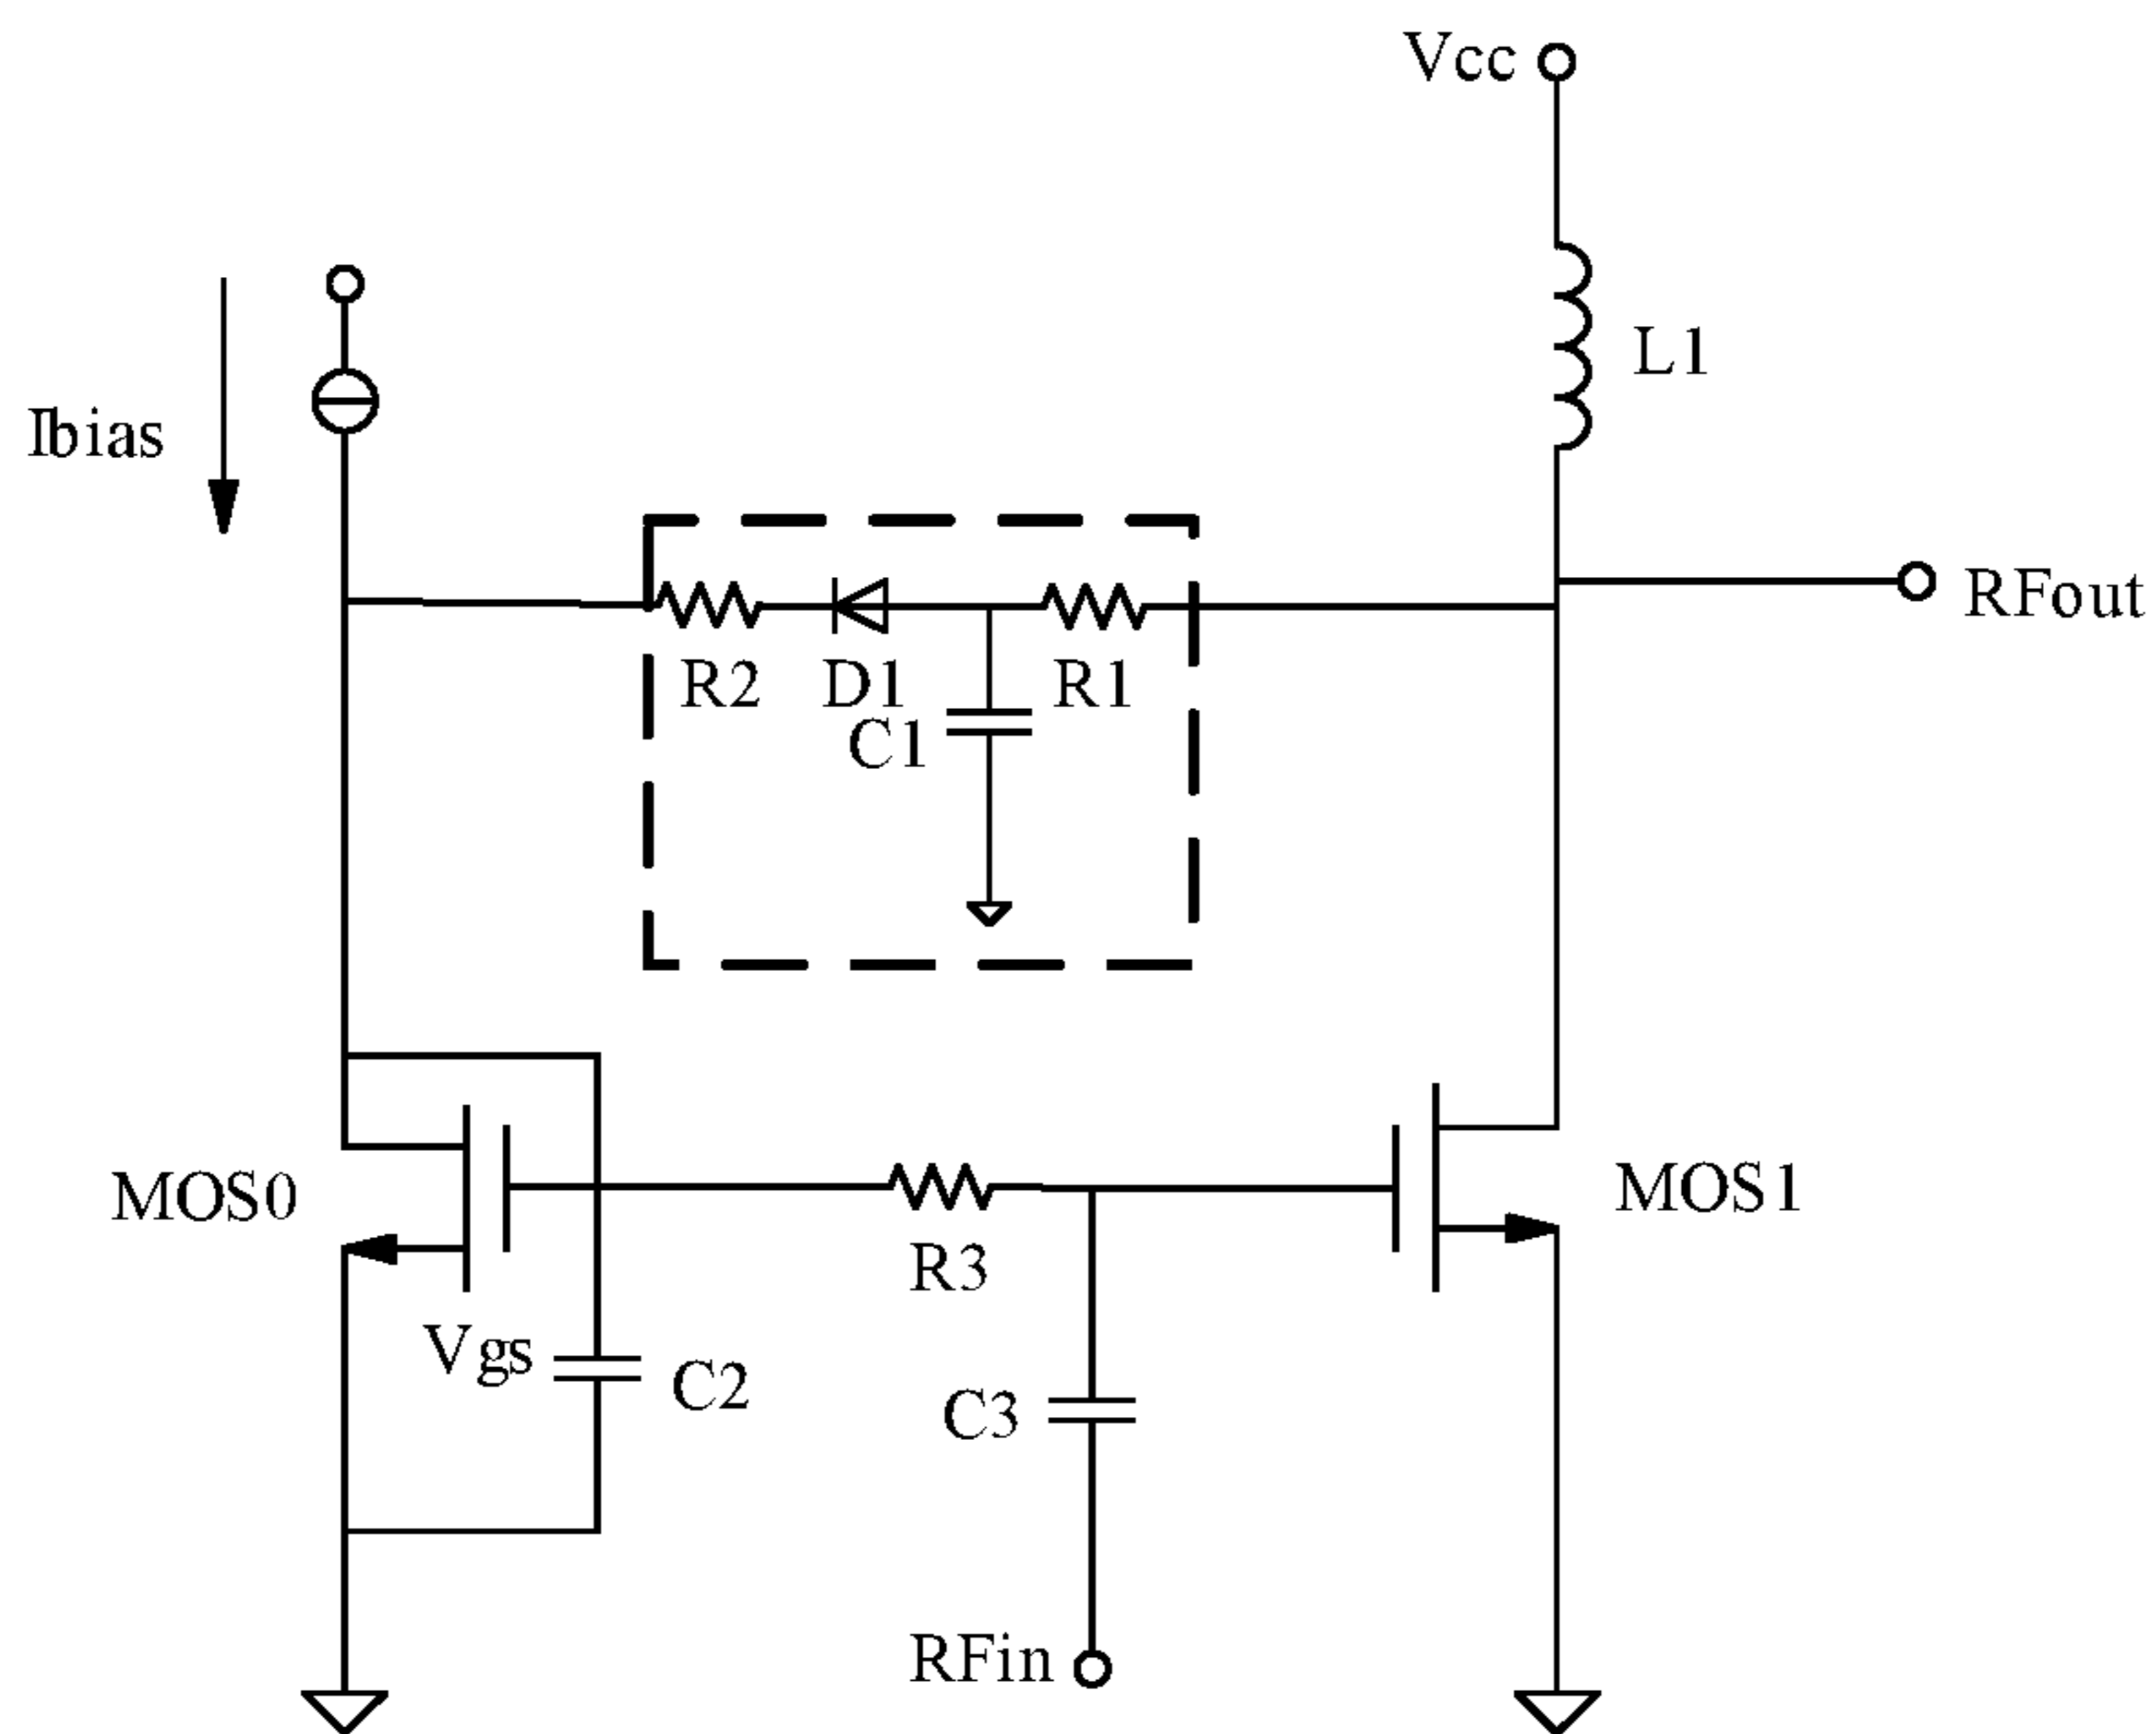 Vcc
L1
Ibias
RFout
R2
D1
R1
C1
MOS0
MOS1
R3
Vgs
C2
C3
RFin